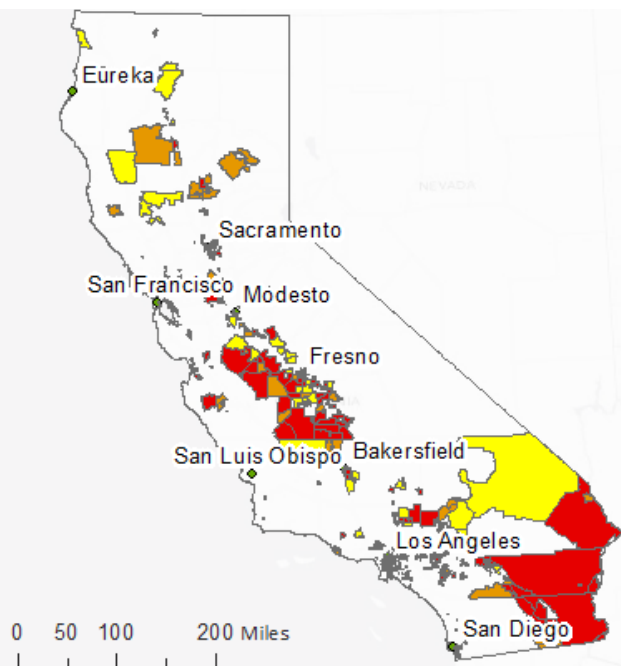 Eureka
NEVADA
Sacramento
San Francisco
Modesto
Fresno
San Luis Obispo
Bakersfield
Los Angeles
San Diego
0 50 100 200 Miles